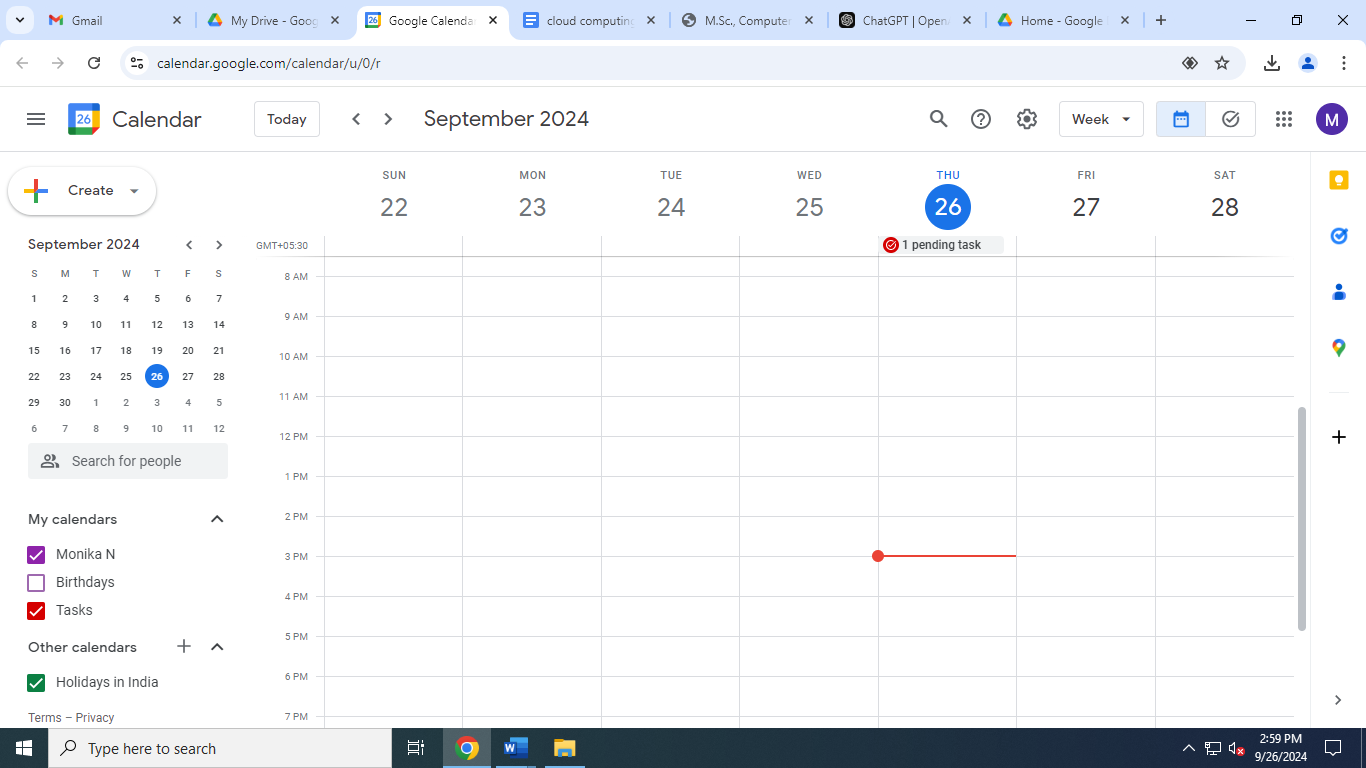 Gmail
My Drive - Goog
Google Calenda
cloud computing
M.Sc., Computer
ChatGPT | Open
Home - Google
calendar.google.com/calendar/u/0/r
26
Calendar
Today
September 2024
Week
M
Create
SUN MON TUE WED THU FRI SAT
22 23 24 25 26 27 28
September 2024
GMT+05:30
1 pending task
S M T W T F S
1 2 3 4 5 6 7
8 9 10 11 12 13 14
15 16 17 18 19 20 21
22 23 24 25 26 27 28
29 30 1 2 3 4 5
6 7 8 9 10 11 12
Search for people
My calendars
Monika N
Birthdays
Tasks
Other calendars
Holidays in India
Terms – Privacy
8 AM
9 AM
10 AM
11 AM
12 PM
1 PM
2 PM
3 PM
4 PM
5 PM
6 PM
7 PM
Type here to search
2:59 PM
9/26/2024